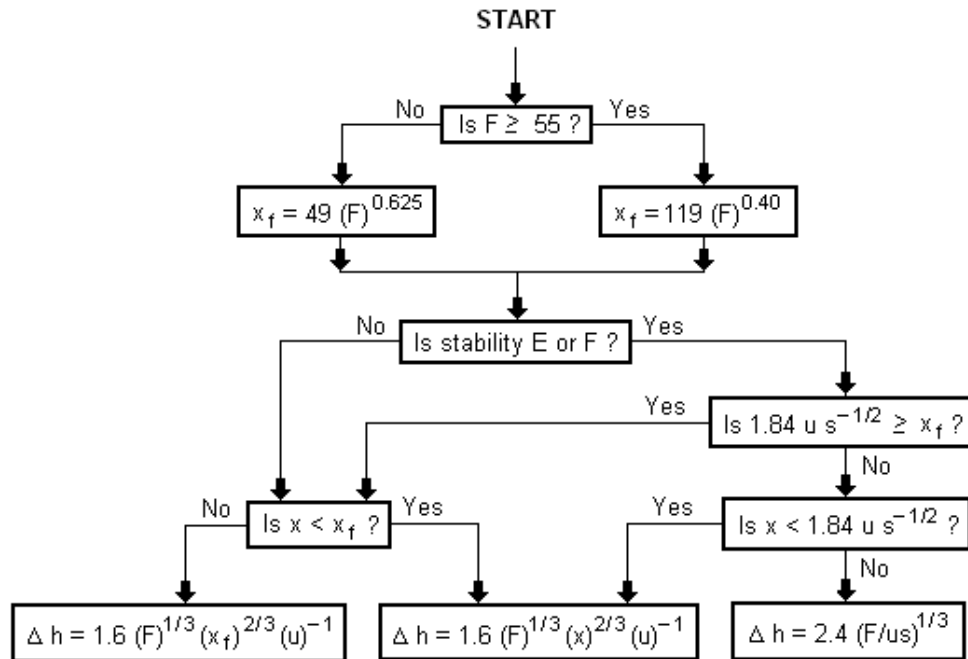 START
No
Yes
Is F ≥ 55 ?
x_f = 49 (F)^0.625
x_f = 119 (F)^0.40
No
Yes
Is stability E or F ?
Yes
Is 1.84 u s^−1/2 ≥ x_f ?
No
No
Yes
Is x < x_f ?
Yes
Is x < 1.84 u s^−1/2 ?
No
Δ h = 1.6 (F)^1/3 (x_f)^2/3 (u)^−1
Δ h = 1.6 (F)^1/3 (x)^2/3 (u)^−1
Δ h = 2.4 (F/us)^1/3